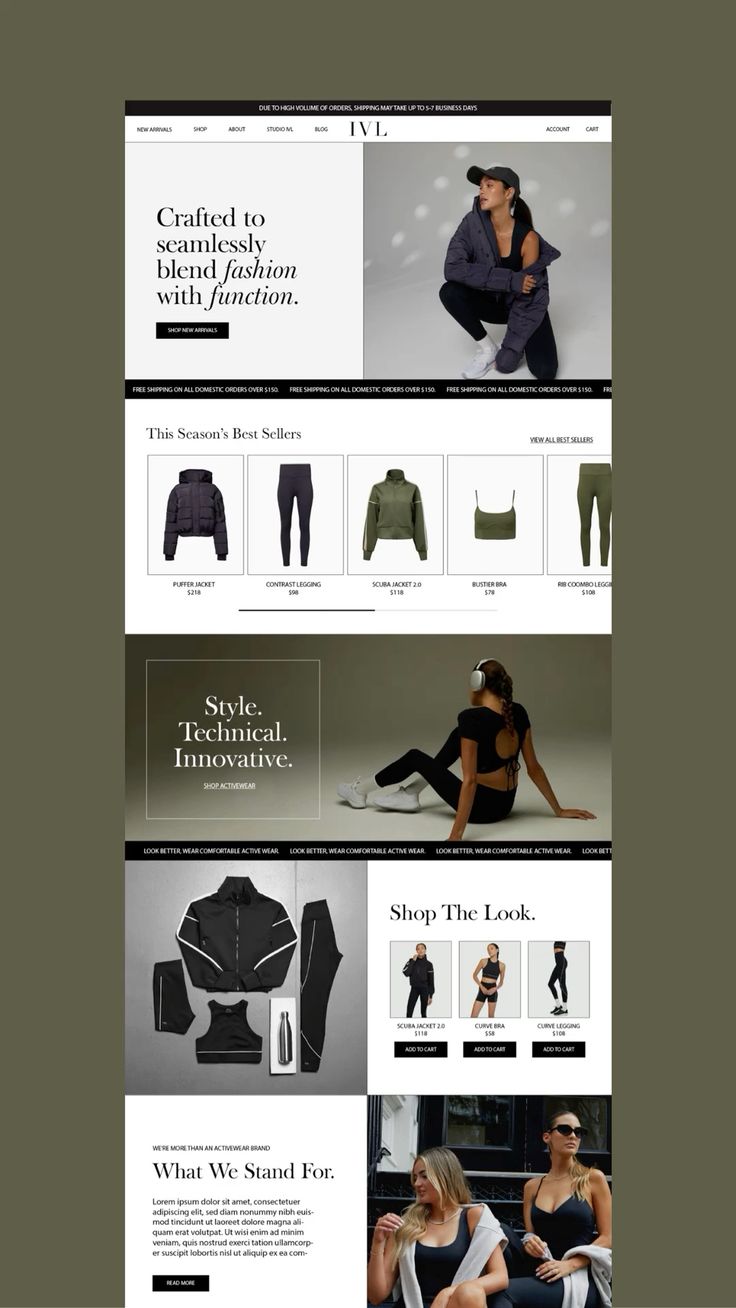 DUE TO HIGH VOLUME OF ORDERS, SHIPPING MAY TAKE UP TO 5-7 BUSINESS DAYS
NEW ARRIVALS SHOP ABOUT STUDIO IVL BLOG IVL ACCOUNT CART
Crafted to
seamlessly
blend fashion
with function.
SHOP NEW ARRIVALS
FREE SHIPPING ON ALL DOMESTIC ORDERS OVER $150. FREE SHIPPING ON ALL DOMESTIC ORDERS OVER $150. FREE SHIPPING ON ALL DOMESTIC ORDERS OVER $150. FRE
This Season's Best Sellers
VIEW ALL BEST SELLERS
PUFFER JACKET CONTRAST LEGGING SCUBA JACKET 2.0 BUSTIER BRA RIB COOMBO LEGGI
$218 $98 $118 $78 $108
Style.
Technical.
Innovative.
SHOP ACTIVEWEAR
LOOK BETTER, WEAR COMFORTABLE ACTIVE WEAR. LOOK BETTER, WEAR COMFORTABLE ACTIVE WEAR. LOOK BETTER, WEAR COMFORTABLE ACTIVE WEAR. LOOK BETT
Shop The Look.
SCUBA JACKET 2.0 CURVE BRA CURVE LEGGING
$118 $58 $108
ADD TO CART ADD TO CART ADD TO CART
WE'RE MORE THAN AN ACTIVEWEAR BRAND
What We Stand For.
Lorem ipsum dolor sit amet, consectetuer
adipiscing elit, sed diam nonummy nibh euis-
mod tincidunt ut laoreet dolore magna ali-
quam erat volutpat. Ut wisi enim ad minim
veniam, quis nostrud exerci tation ullamcorp-
er suscipit lobortis nisl ut aliquip ex ea com-
READ MORE